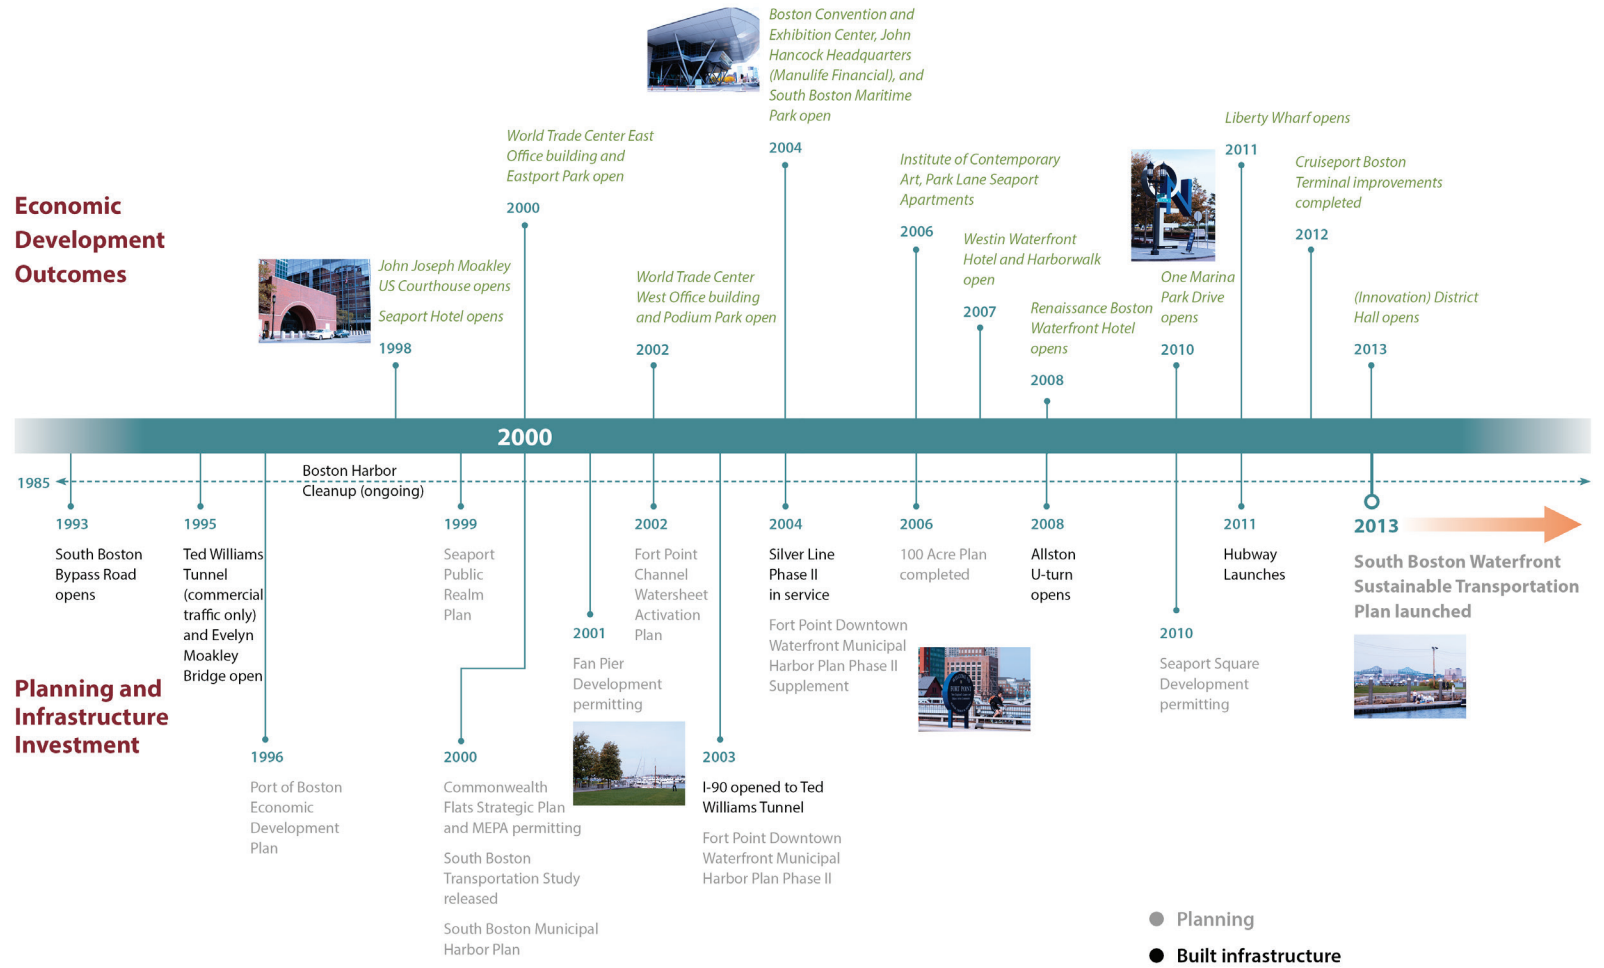 Boston Convention and
Exhibition Center, John
Hancock Headquarters
(Manulife Financial), and
South Boston Maritime
Park open
2004
World Trade Center East
Office building and
Eastport Park open
2000
Liberty Wharf opens
2011
Institute of Contemporary
Art, Park Lane Seaport
Apartments
2006
Cruiseport Boston
Terminal improvements
completed
2012
Economic
Development
Outcomes
John Joseph Moakley
US Courthouse opens
Seaport Hotel opens
1998
World Trade Center
West Office building
and Podium Park open
2002
Westin Waterfront
Hotel and Harborwalk
open
2007
Renaissance Boston
Waterfront Hotel
opens
2008
ONE
One Marina
Park Drive
opens
2010
(Innovation) District
Hall opens
2013
2000
1985
Boston Harbor
Cleanup (ongoing)
1993
South Boston
Bypass Road
opens
1995
Ted Williams
Tunnel
(commercial
traffic only)
and Evelyn
Moakley
Bridge open
1999
Seaport
Public
Realm
Plan
2002
Fort Point
Channel
Watersheet
Activation
Plan
2004
Silver Line
Phase II
in service
Fort Point Downtown
Waterfront Municipal
Harbor Plan Phase II
Supplement
2006
100 Acre Plan
completed
2008
Allston
U-turn
opens
2011
Hubway
Launches
2013
South Boston Waterfront
Sustainable Transportation
Plan launched
2001
Fan Pier
Development
permitting
2010
Seaport Square
Development
permitting
FORT POINT
Planning and
Infrastructure
Investment
1996
Port of Boston
Economic
Development
Plan
2000
Commonwealth
Flats Strategic Plan
and MEPA permitting
South Boston
Transportation Study
released
South Boston Municipal
Harbor Plan
2003
I-90 opened to Ted
Williams Tunnel
Fort Point Downtown
Waterfront Municipal
Harbor Plan Phase II
Planning
Built infrastructure